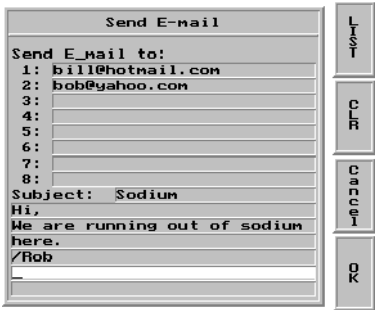 Send E-mail
Send E_mail to:
1: bill@hotmail.com
2: bob@yahoo.com
3:
4:
5:
6:
7:
8:
Subject: Sodium
Hi,
We are running out of sodium
here.
/Rob
_
LIST
CLR
Cancel
OK